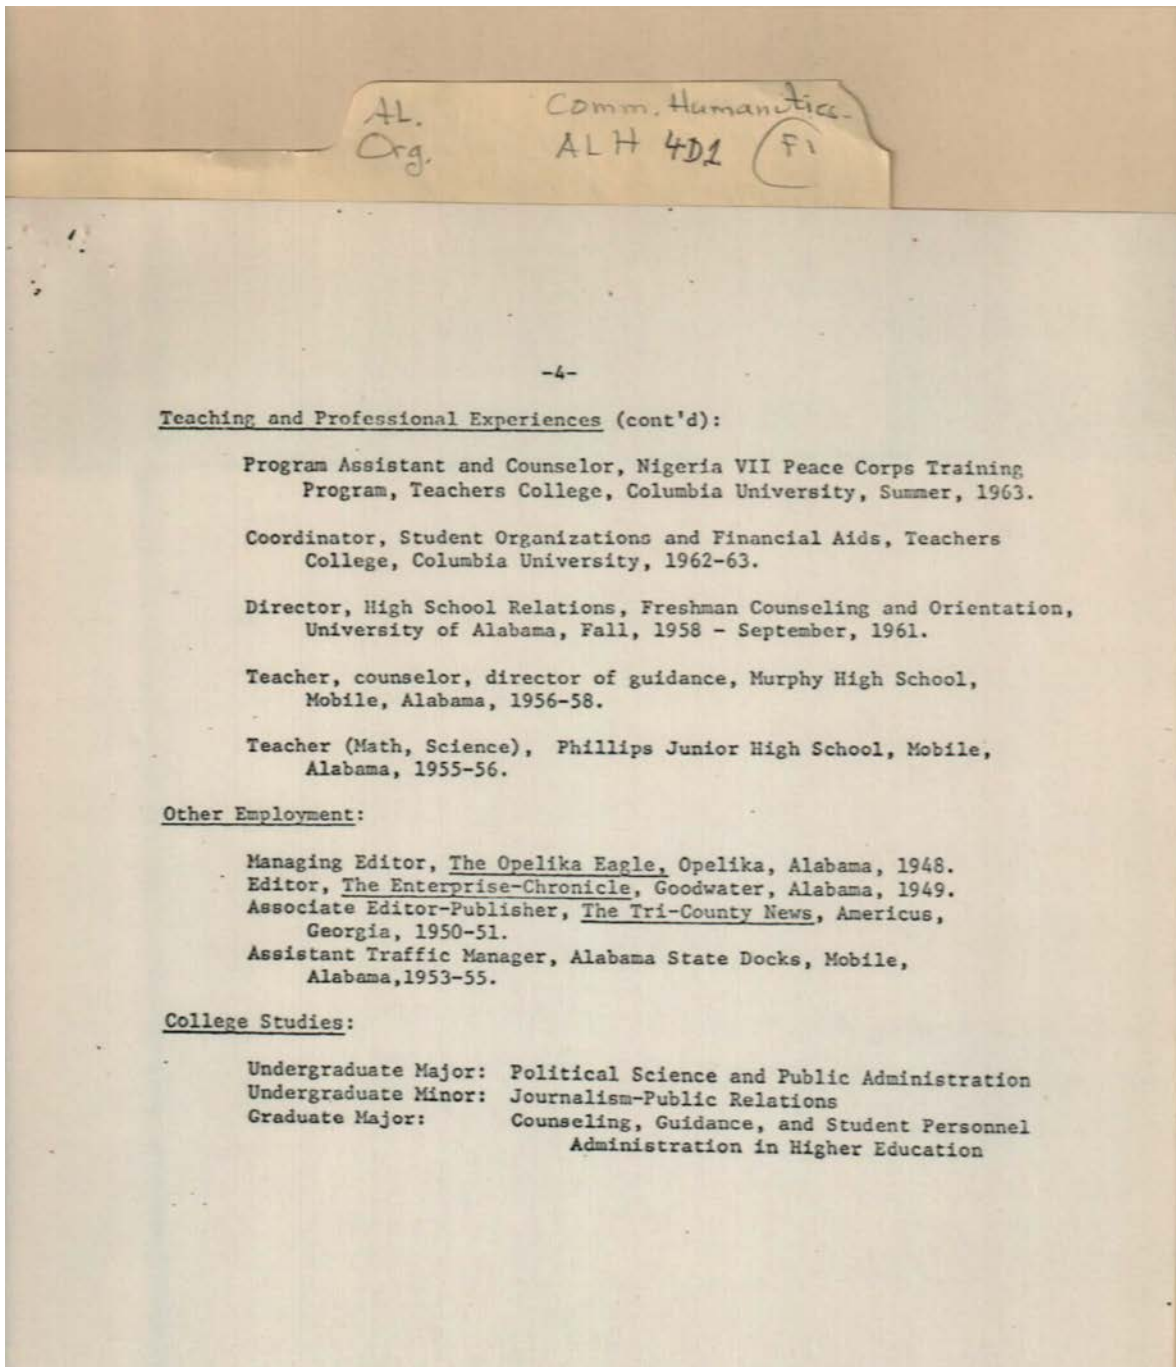 AL. Comm. Humanities.
Org. ALH 4D1 F1
-4-
Teaching and Professional Experiences (cont'd):
Program Assistant and Counselor, Nigeria VII Peace Corps Training
Program, Teachers College, Columbia University, Summer, 1963.
Coordinator, Student Organizations and Financial Aids, Teachers
College, Columbia University, 1962-63.
Director, High School Relations, Freshman Counseling and Orientation,
University of Alabama, Fall, 1958 - September, 1961.
Teacher, counselor, director of guidance, Murphy High School,
Mobile, Alabama, 1956-58.
Teacher (Math, Science), Phillips Junior High School, Mobile,
Alabama, 1955-56.
Other Employment:
Managing Editor, The Opelika Eagle, Opelika, Alabama, 1948.
Editor, The Enterprise-Chronicle, Goodwater, Alabama, 1949.
Associate Editor-Publisher, The Tri-County News, Americus,
Georgia, 1950-51.
Assistant Traffic Manager, Alabama State Docks, Mobile,
Alabama,1953-55.
College Studies:
Undergraduate Major: Political Science and Public Administration
Undergraduate Minor: Journalism-Public Relations
Graduate Major: Counseling, Guidance, and Student Personnel
Administration in Higher Education